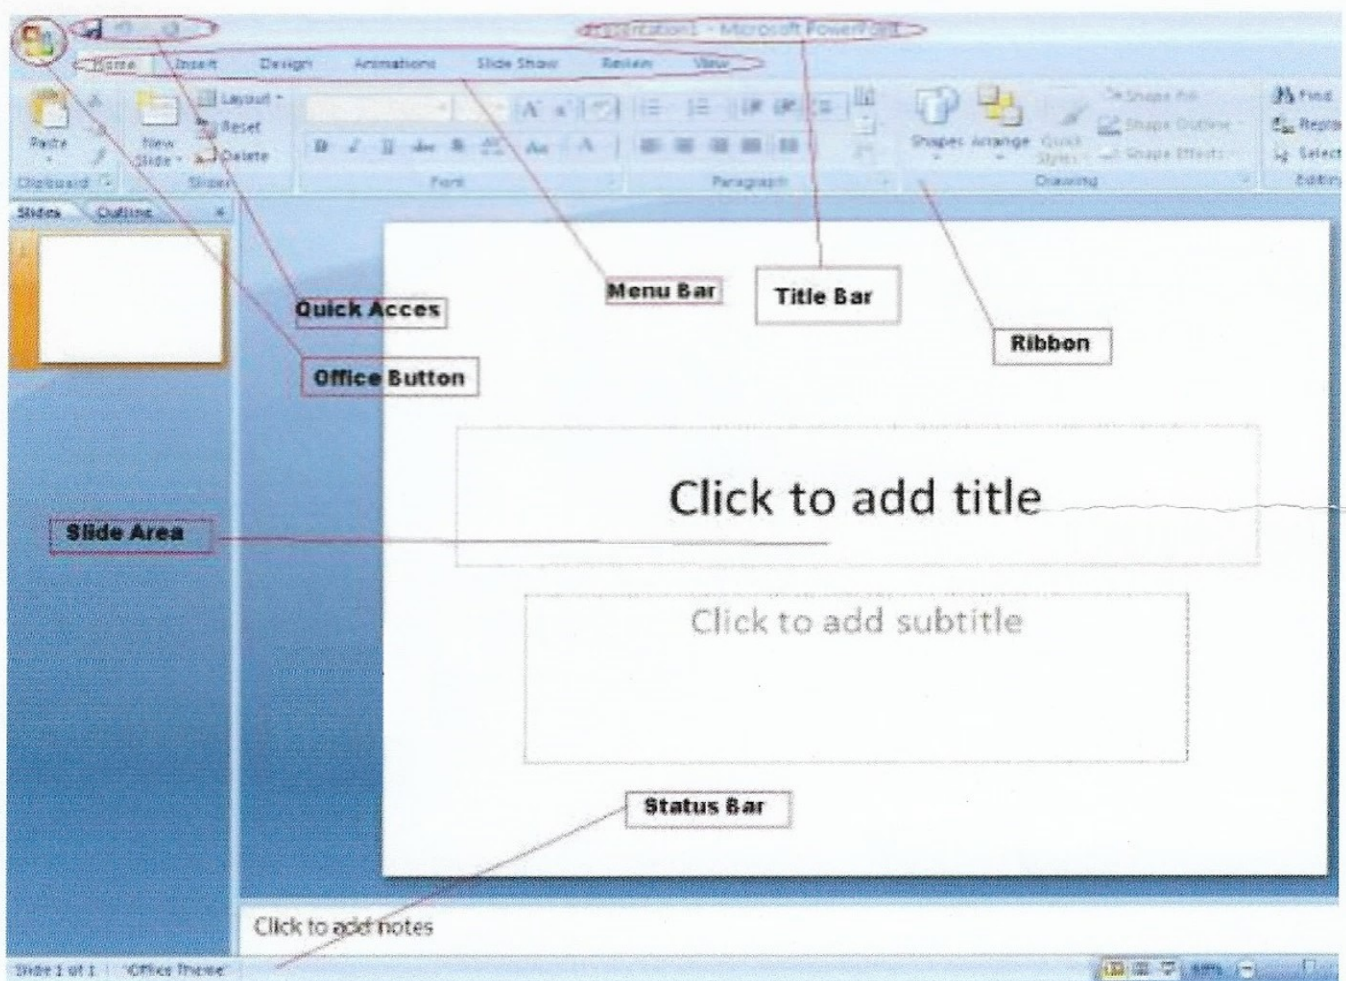 Presentation1 - Microsoft PowerPoint
Home Insert Design Animations Slide Show Review View
Layout
Reset
Delete
Paste
New
Slide
Shapes Arrange Quick
Styles
Shape Fill
Shape Outline
Shape Effects
Find
Select
Clipboard Slides Font Paragraph Drawing
Slides Outline
Quick Acces
Menu Bar
Title Bar
Ribbon
Office Button
Click to add title
Slide Area
Click to add subtitle
Status Bar
Click to add notes
Slide 1 of 1 "Office Theme"